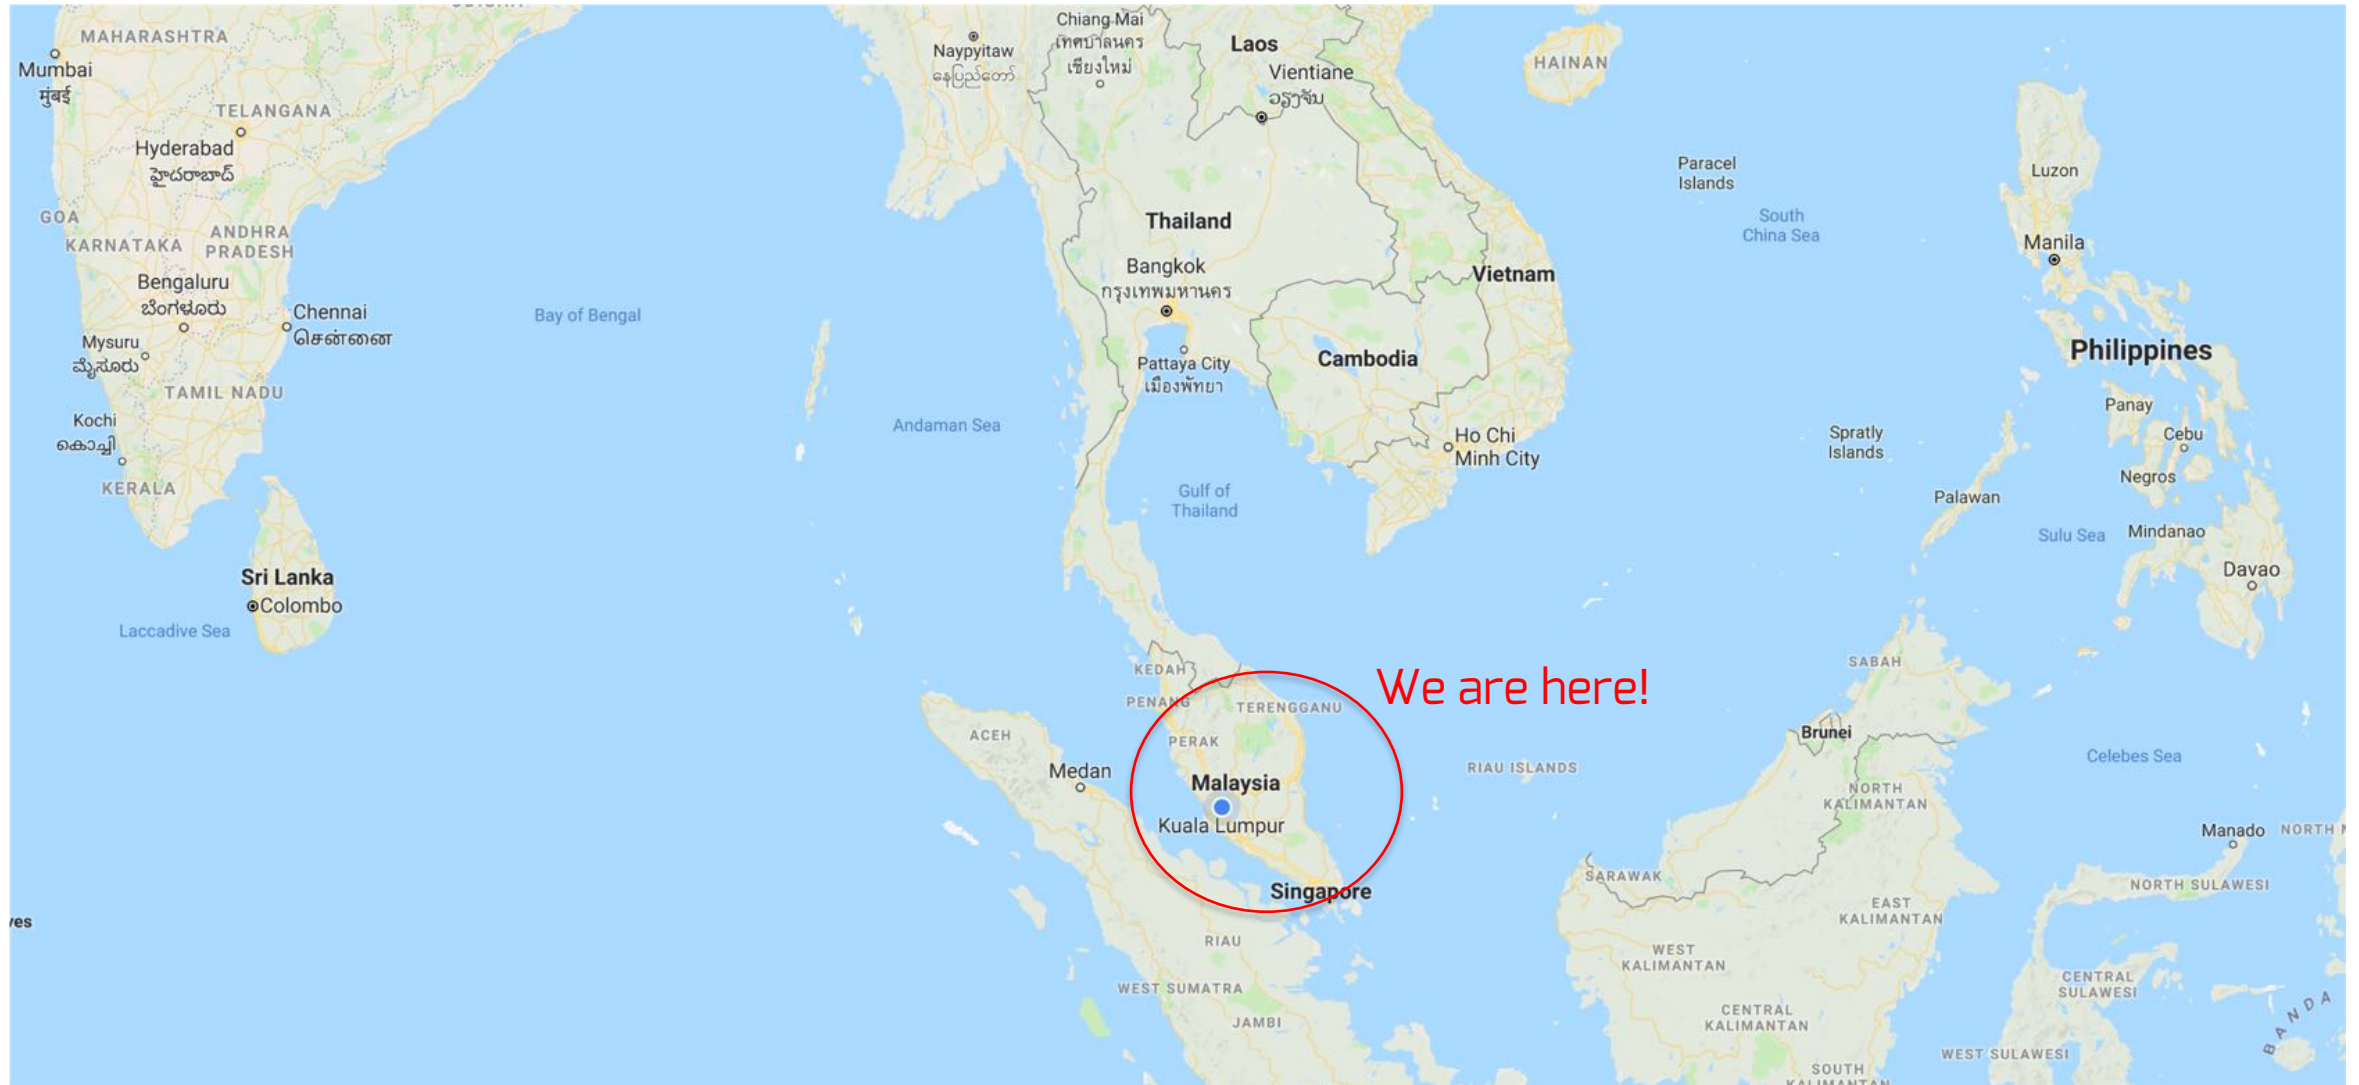 ODISHA
MAHARASHTRA
Mumbai
मुंबई
TELANGANA
Hyderabad
హైదరాబాద్
GOA
KARNATAKA
ANDHRA
PRADESH
Bengaluru
ಬೆಂಗಳೂರು
Chennai
சென்னை
Mysuru
ಮೈಸೂರು
TAMIL NADU
Kochi
കൊച്ചി
KERALA
Sri Lanka
Colombo
Laccadive Sea
Bay of Bengal
Andaman Sea
Naypyitaw
နေပြည်တော်
Chiang Mai
เทศบาลนคร
เชียงใหม่
Laos
Vientiane
ວຽງຈັນ
Thailand
Bangkok
กรุงเทพมหานคร
Pattaya City
เมืองพัทยา
Cambodia
Vietnam
Ho Chi
Minh City
Gulf of
Thailand
HAINAN
Paracel
Islands
South
China Sea
Luzon
Manila
Philippines
Panay
Cebu
Negros
Spratly
Islands
Palawan
Sulu Sea
Mindanao
Davao
We are here!
KEDAH
PENANG
TERENGGANU
PERAK
Malaysia
Kuala Lumpur
Singapore
ACEH
Medan
RIAU ISLANDS
SABAH
Brunei
NORTH
KALIMANTAN
Celebes Sea
Manado
NORTH
SARAWAK
NORTH SULAWESI
EAST
KALIMANTAN
WEST
KALIMANTAN
RIAU
WEST SUMATRA
JAMBI
CENTRAL
KALIMANTAN
CENTRAL
SULAWESI
WEST SULAWESI
SOUTH
KALIMANTAN
BANDA
ves